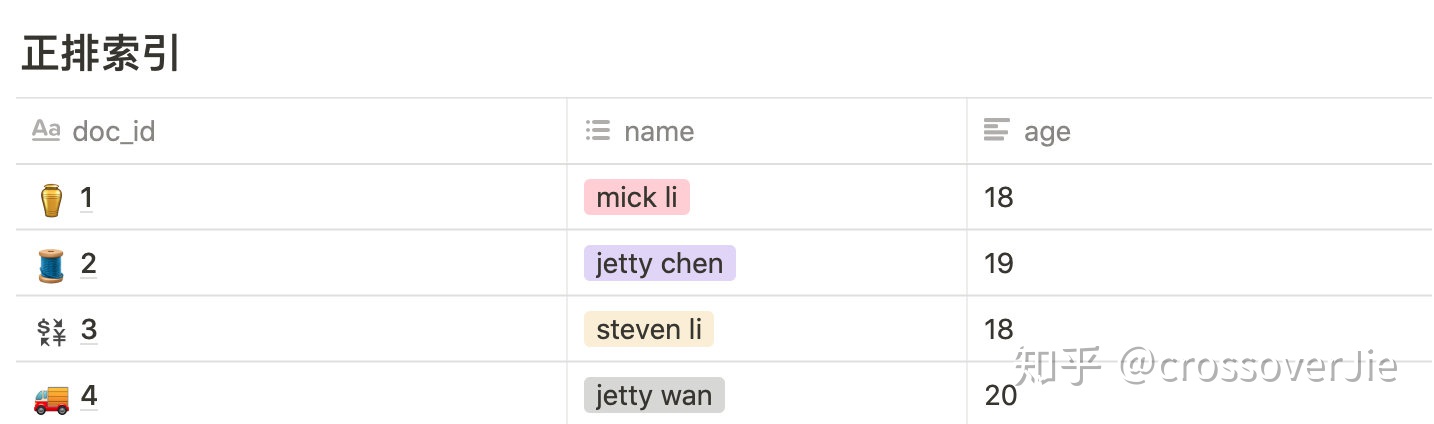 正排索引
Aa doc_id name age
1 mick li 18
2 jetty chen 19
3 steven li 18
知乎 @crossoverJie
4 jetty wan 20